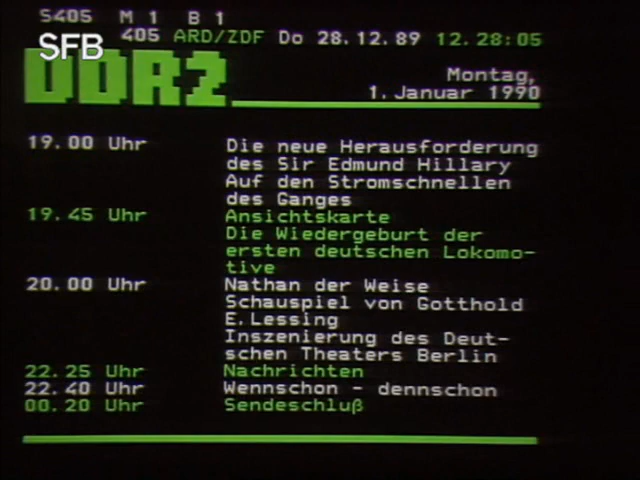 S405 M 1 B 1
SFB
405 ARD/ZDF Do 28.12.89 12.28:05
DDR2
Montag,
1. Januar 1990
19.00 Uhr Die neue Herausforderung
des Sir Edmund Hillary
Auf den Stromschnellen
des Ganges
19.45 Uhr Ansichtskarte
Die Wiedergeburt der
ersten deutschen Lokomo-
tive
20.00 Uhr Nathan der Weise
Schauspiel von Gotthold
E.Lessing
Inszenierung des Deut-
schen Theaters Berlin
22.25 Uhr Nachrichten
22.40 Uhr Wennschon - dennschon
00.20 Uhr Sendeschluß